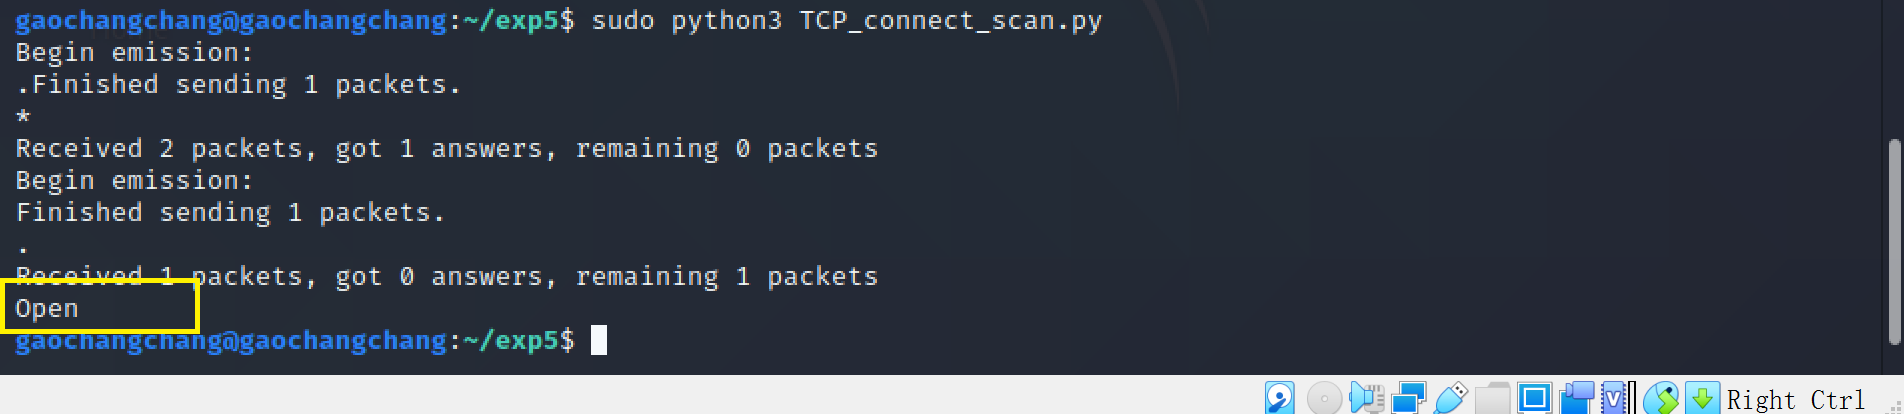 gaochangchang@gaochangchang:~/exp5$ sudo python3 TCP_connect_scan.py
Begin emission:
.Finished sending 1 packets.
*
Received 2 packets, got 1 answers, remaining 0 packets
Begin emission:
Finished sending 1 packets.
.
Received 1 packets, got 0 answers, remaining 1 packets
Open
gaochangchang@gaochangchang:~/exp5$
Right Ctrl